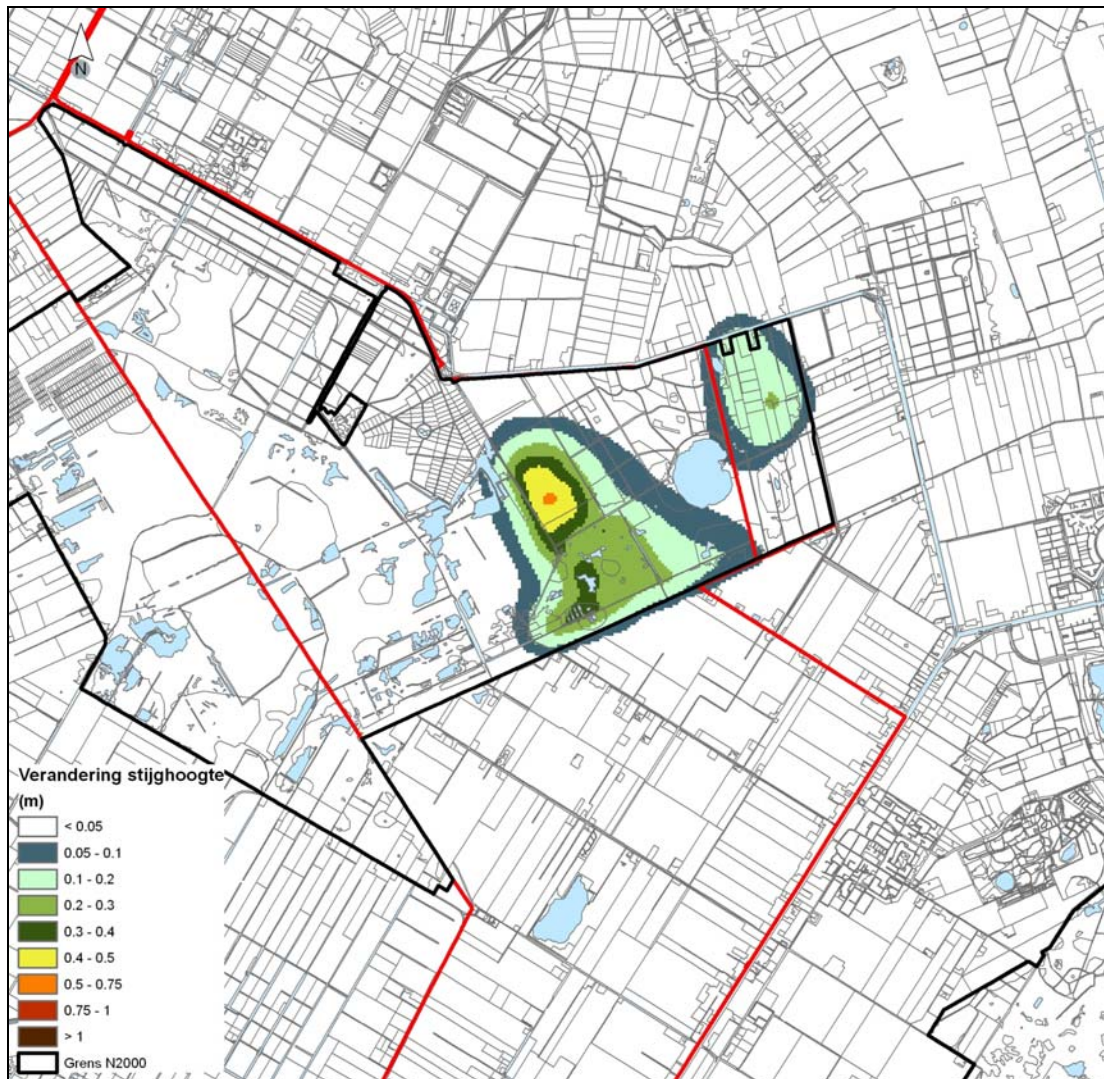 N
Verandering stijghoogte
(m)
< 0.05
0.05 - 0.1
0.1 - 0.2
0.2 - 0.3
0.3 - 0.4
0.4 - 0.5
0.5 - 0.75
0.75 - 1
> 1
Grens N2000